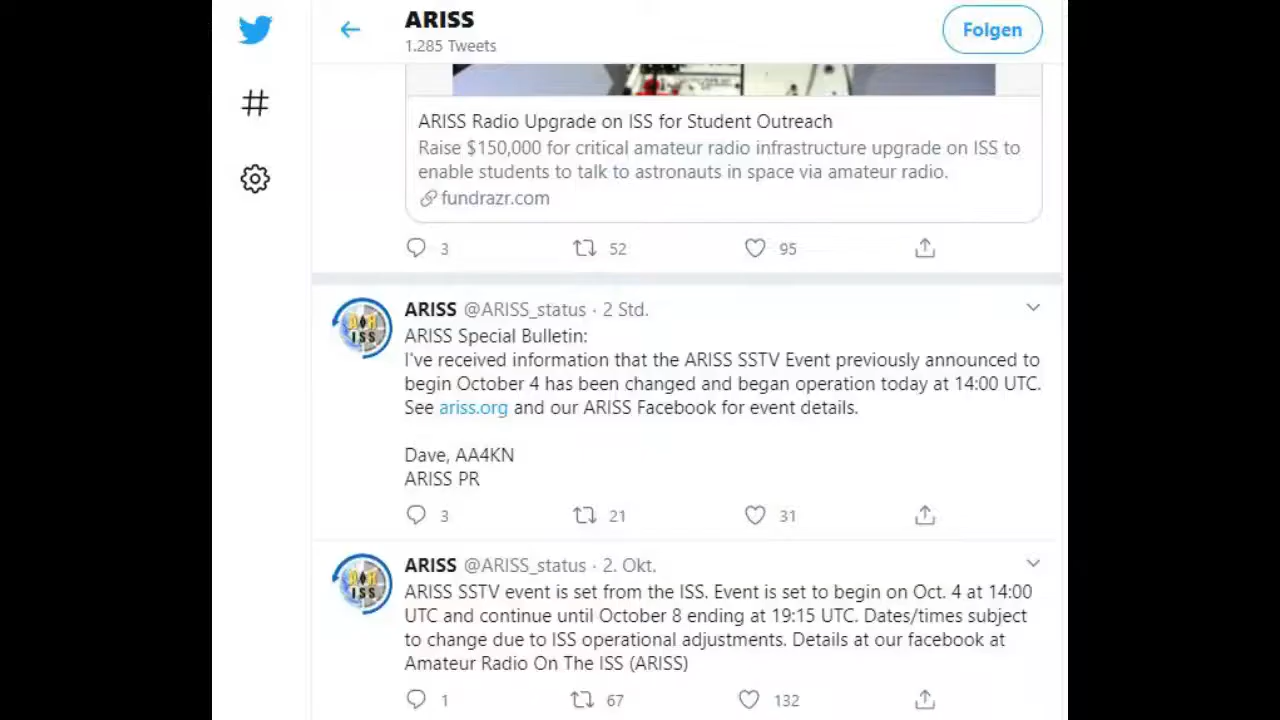 ARISS
1.285 Tweets
Folgen
ARISS Radio Upgrade on ISS for Student Outreach
Raise $150,000 for critical amateur radio infrastructure upgrade on ISS to
enable students to talk to astronauts in space via amateur radio.
fundrazr.com
3 52 95
ARISS @ARISS_status · 2 Std.
ARISS Special Bulletin:
I've received information that the ARISS SSTV Event previously announced to
begin October 4 has been changed and began operation today at 14:00 UTC.
See ariss.org and our ARISS Facebook for event details.
Dave, AA4KN
ARISS PR
3 21 31
ARISS @ARISS_status · 2. Okt.
ARISS SSTV event is set from the ISS. Event is set to begin on Oct. 4 at 14:00
UTC and continue until October 8 ending at 19:15 UTC. Dates/times subject
to change due to ISS operational adjustments. Details at our facebook at
Amateur Radio On The ISS (ARISS)
1 67 132